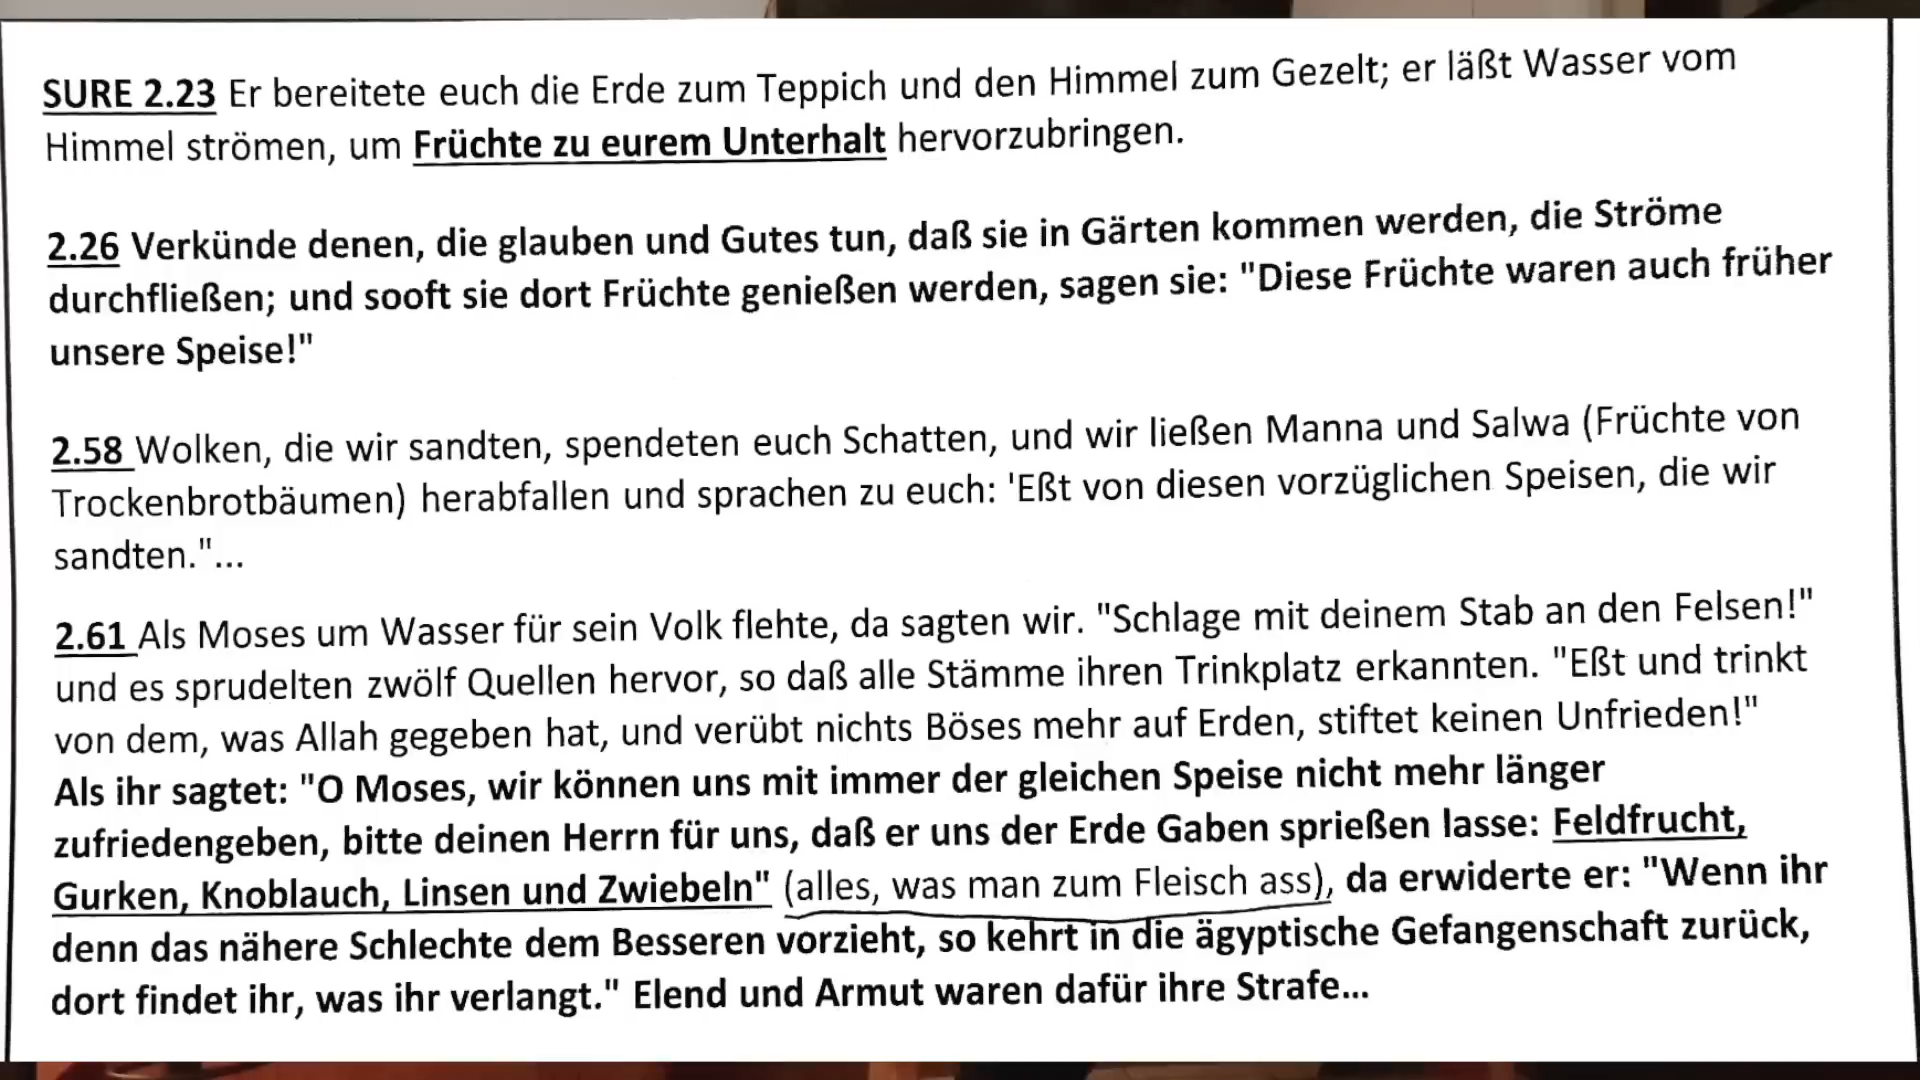 SURE 2.23 Er bereitete euch die Erde zum Teppich und den Himmel zum Gezelt; er läßt Wasser vom
Himmel strömen, um Früchte zu eurem Unterhalt hervorzubringen.
2.26 Verkünde denen, die glauben und Gutes tun, daß sie in Gärten kommen werden, die Ströme
durchfließen; und sooft sie dort Früchte genießen werden, sagen sie: "Diese Früchte waren auch früher
unsere Speise!"
2.58 Wolken, die wir sandten, spendeten euch Schatten, und wir ließen Manna und Salwa (Früchte von
Trockenbrotbäumen) herabfallen und sprachen zu euch: 'Eßt von diesen vorzüglichen Speisen, die wir
sandten."...
2.61 Als Moses um Wasser für sein Volk flehte, da sagten wir. "Schlage mit deinem Stab an den Felsen!"
und es sprudelten zwölf Quellen hervor, so daß alle Stämme ihren Trinkplatz erkannten. "Eßt und trinkt
von dem, was Allah gegeben hat, und verübt nichts Böses mehr auf Erden, stiftet keinen Unfrieden!"
Als ihr sagtet: "O Moses, wir können uns mit immer der gleichen Speise nicht mehr länger
zufriedengeben, bitte deinen Herrn für uns, daß er uns der Erde Gaben sprießen lasse: Feldfrucht,
Gurken, Knoblauch, Linsen und Zwiebeln" (alles, was man zum Fleisch ass), da erwiderte er: "Wenn ihr
denn das nähere Schlechte dem Besseren vorzieht, so kehrt in die ägyptische Gefangenschaft zurück,
dort findet ihr, was ihr verlangt." Elend und Armut waren dafür ihre Strafe...